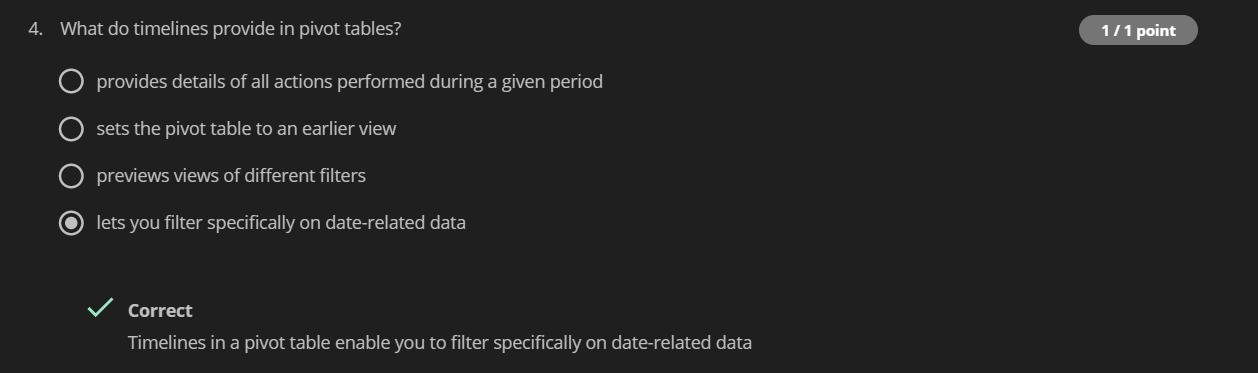 4. What do timelines provide in pivot tables?
1 / 1 point
provides details of all actions performed during a given period
sets the pivot table to an earlier view
previews views of different filters
lets you filter specifically on date-related data
Correct
Timelines in a pivot table enable you to filter specifically on date-related data